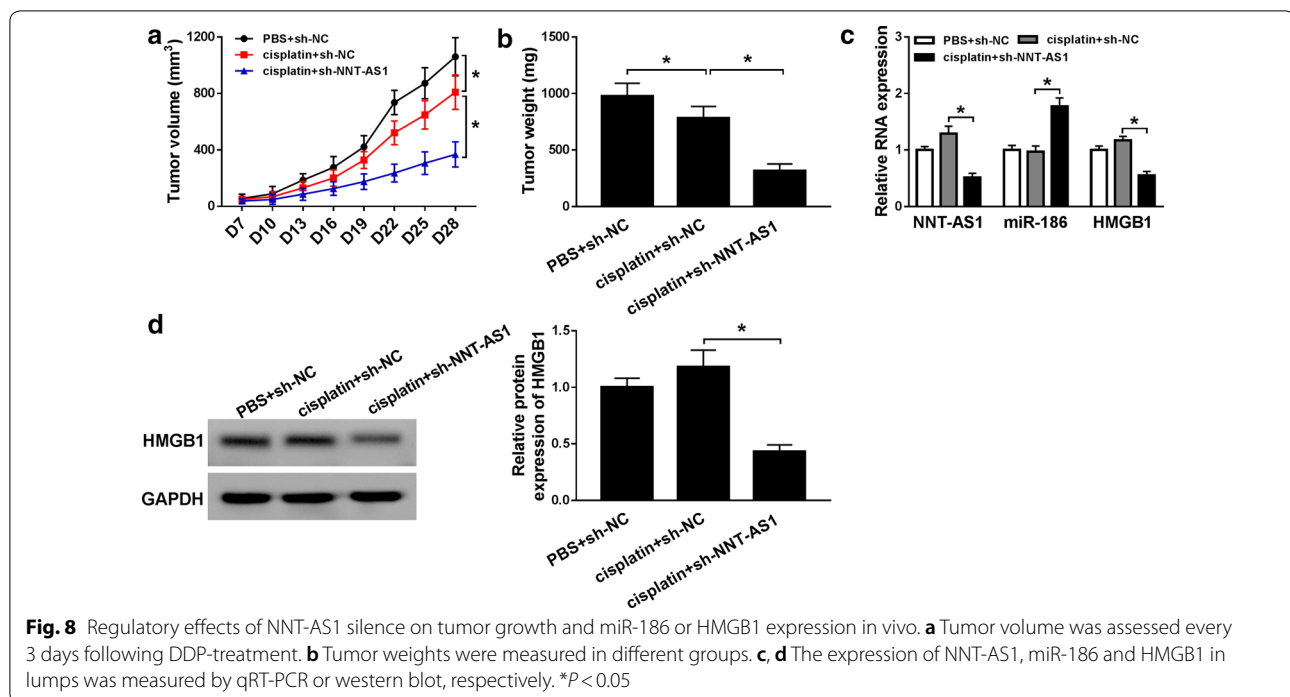 a
Tumor volume (mm³)
1200
800
400
0
PBS+sh-NC
cisplatin+sh-NC
cisplatin+sh-NNT-AS1
*
*
D7 D10 D13 D16 D19 D22 D25 D28
b
Tumor weight (mg)
1500
1000
500
0
* *
PBS+sh-NC cisplatin+sh-NC cisplatin+sh-NNT-AS1
c
PBS+sh-NC cisplatin+sh-NC
cisplatin+sh-NNT-AS1
Relative RNA expression
2
1
0
* * *
NNT-AS1 miR-186 HMGB1
d
PBS+sh-NC cisplatin+sh-NC cisplatin+sh-NNT-AS1
HMGB1
GAPDH
Relative protein
expression of HMGB1
1.5
1.0
0.5
0.0
*
PBS+sh-NC cisplatin+sh-NC cisplatin+sh-NNT-AS1
Fig. 8 Regulatory effects of NNT-AS1 silence on tumor growth and miR-186 or HMGB1 expression in vivo. a Tumor volume was assessed every
3 days following DDP-treatment. b Tumor weights were measured in different groups. c, d The expression of NNT-AS1, miR-186 and HMGB1 in
lumps was measured by qRT-PCR or western blot, respectively. *P < 0.05